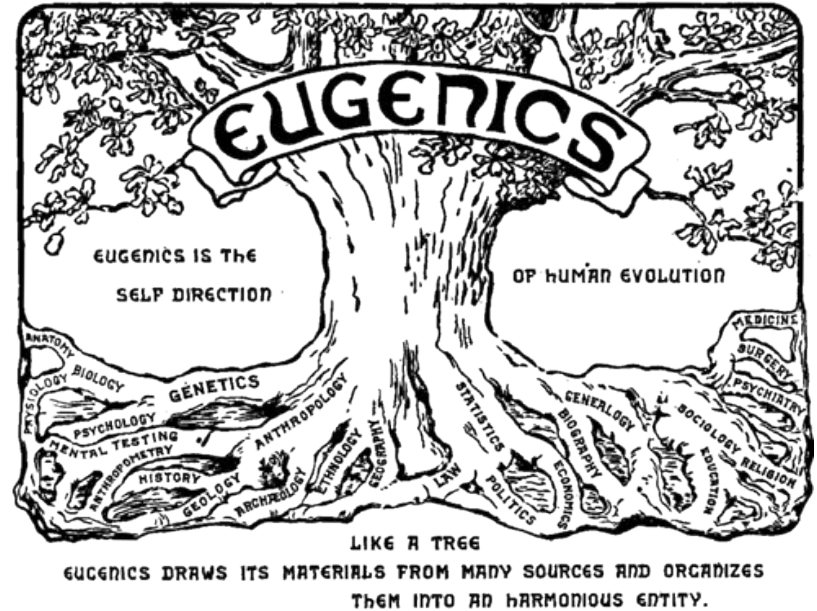 EUGENICS
EUGENICS IS THE
SELF DIRECTION
OF HUMAN EVOLUTION
ANATOMY
PHYSIOLOGY
BIOLOGY
GENETICS
PSYCHOLOGY
MENTAL TESTING
ANTHROPOMETRY
HISTORY
GEOLOGY
ANTHROPOLOGY
ARCHÆOLOGY
ETHNOLOGY
GEOGRAPHY
LAW
STATISTICS
POLITICS
ECONOMICS
BIOGRAPHY
GENEALOGY
EDUCATION
SOCIOLOGY
RELIGION
PSYCHIATRY
SURGERY
MEDICINE
LIKE A TREE
EUGENICS DRAWS ITS MATERIALS FROM MANY SOURCES AND ORGANIZES
THEM INTO AN HARMONIOUS ENTITY.